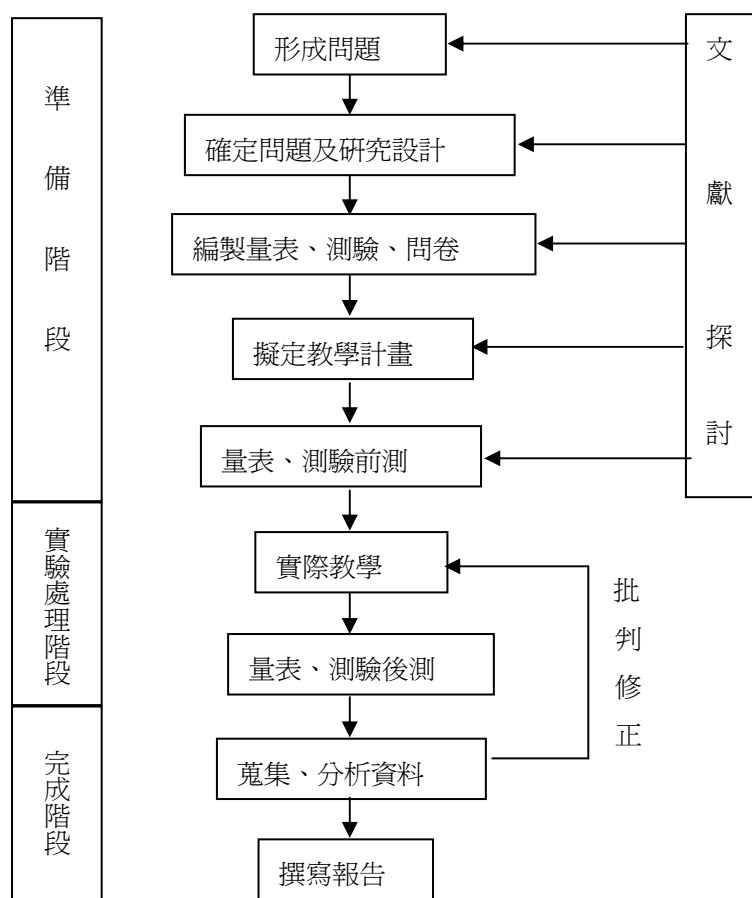 準備階段
實驗處理階段
完成階段
形成問題
確定問題及研究設計
編製量表、測驗、問卷
擬定教學計畫
量表、測驗前測
實際教學
量表、測驗後測
蒐集、分析資料
撰寫報告
文獻探討
批判修正